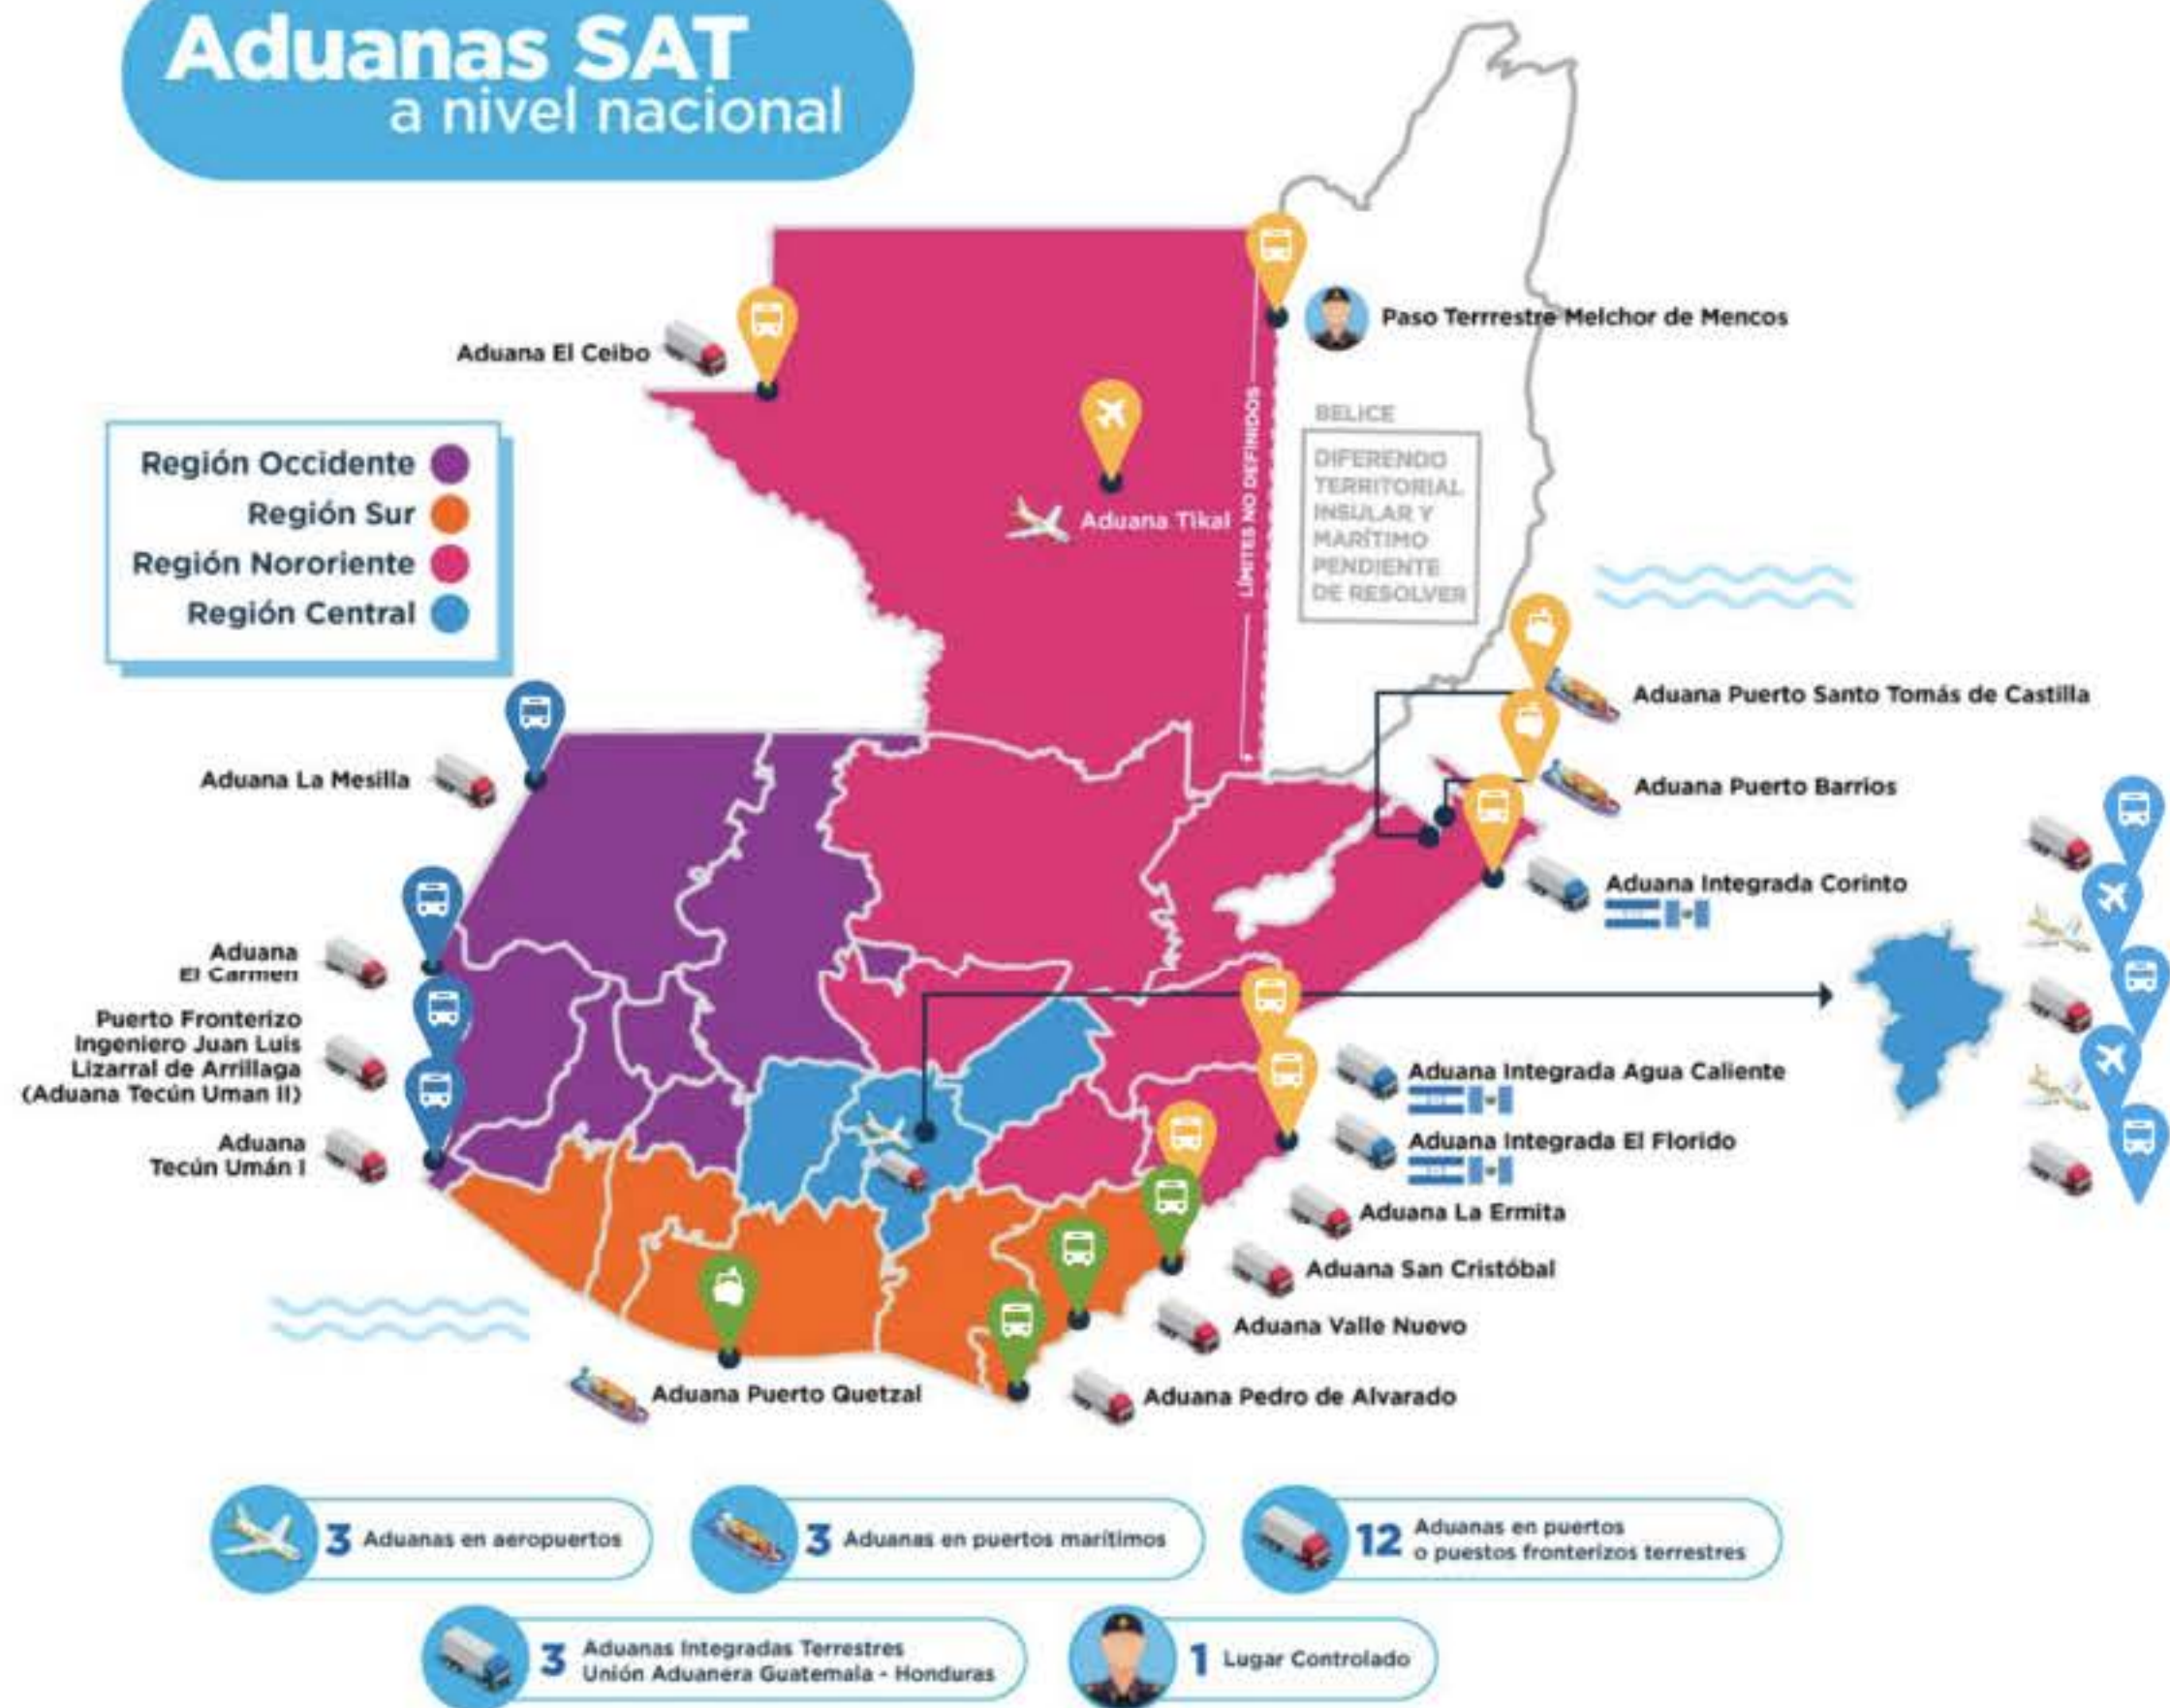 Aduanas SAT
a nivel nacional
Paso Terrrestre Melchor de Mencos
Aduana El Ceibo
BELICE
DIFERENDO
TERRITORIAL
INSULAR Y
MARÍTIMO
PENDIENTE
DE RESOLVER
LÍMITES NO DEFINIDOS
Región Occidente
Región Sur
Región Nororiente
Región Central
Aduana Tikal
Aduana Puerto Santo Tomás de Castilla
Aduana La Mesilla
Aduana Puerto Barrios
Aduana Integrada Corinto
Aduana
El Carmen
Puerto Fronterizo
Ingeniero Juan Luis
Lizarral de Arrillaga
(Aduana Tecún Uman II)
Aduana
Tecún Umán I
Aduana Integrada Agua Caliente
Aduana Integrada El Florido
Aduana La Ermita
Aduana San Cristóbal
Aduana Valle Nuevo
Aduana Puerto Quetzal
Aduana Pedro de Alvarado
3 Aduanas en aeropuertos
3 Aduanas en puertos marítimos
12 Aduanas en puertos
o puestos fronterizos terrestres
3 Aduanas Integradas Terrestres
Unión Aduanera Guatemala - Honduras
1 Lugar Controlado